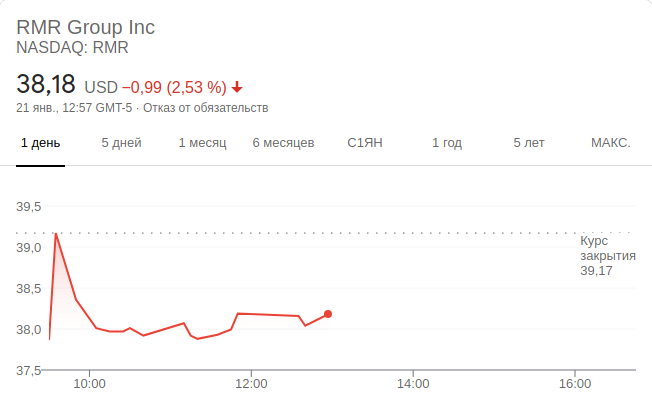 RMR Group Inc
NASDAQ: RMR
38,18 USD −0,99 (2,53 %)
21 янв., 12:57 GMT-5 · Отказ от обязательств
1 день 5 дней 1 месяц 6 месяцев С1ЯН 1 год 5 лет МАКС.
39,5
39,0
38,5
38,0
37,5
Курс
закрытия
39,17
10:00 12:00 14:00 16:00